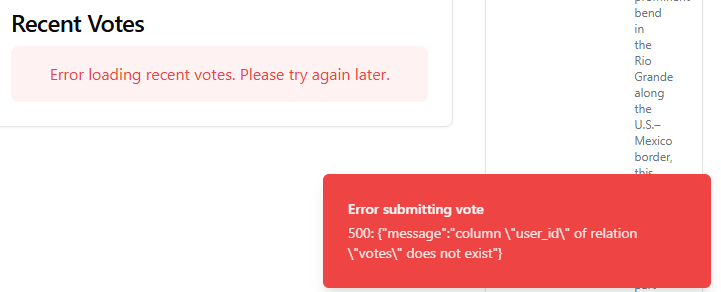 Recent Votes
Error loading recent votes. Please try again later.
bend
in
the
Rio
Grande
along
the
U.S.–
Mexico
border,
this
Error submitting vote
500: {"message":"column \"user_id\" of relation
\"votes\" does not exist"}
part